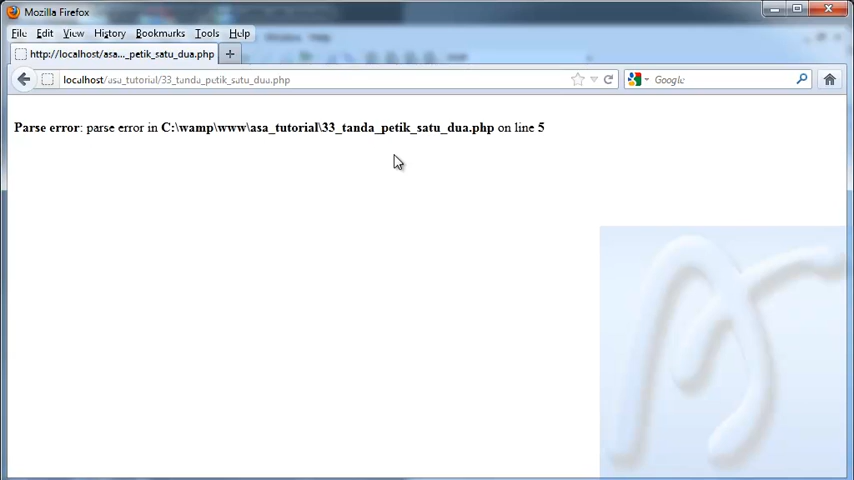 Mozilla Firefox
File Edit View History Bookmarks Tools Help
http://localhost/asa..._petik_satu_dua.php
localhost/asa_tutorial/33_tanda_petik_satu_dua.php Google
Parse error: parse error in C:\wamp\www\asa_tutorial\33_tanda_petik_satu_dua.php on line 5